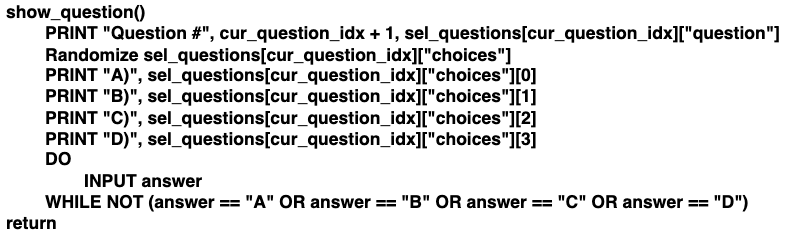 show_question()
PRINT "Question #", cur_question_idx + 1, sel_questions[cur_question_idx]["question"]
Randomize sel_questions[cur_question_idx]["choices"]
PRINT "A)", sel_questions[cur_question_idx]["choices"][0]
PRINT "B)", sel_questions[cur_question_idx]["choices"][1]
PRINT "C)", sel_questions[cur_question_idx]["choices"][2]
PRINT "D)", sel_questions[cur_question_idx]["choices"][3]
DO
INPUT answer
WHILE NOT (answer == "A" OR answer == "B" OR answer == "C" OR answer == "D")
return